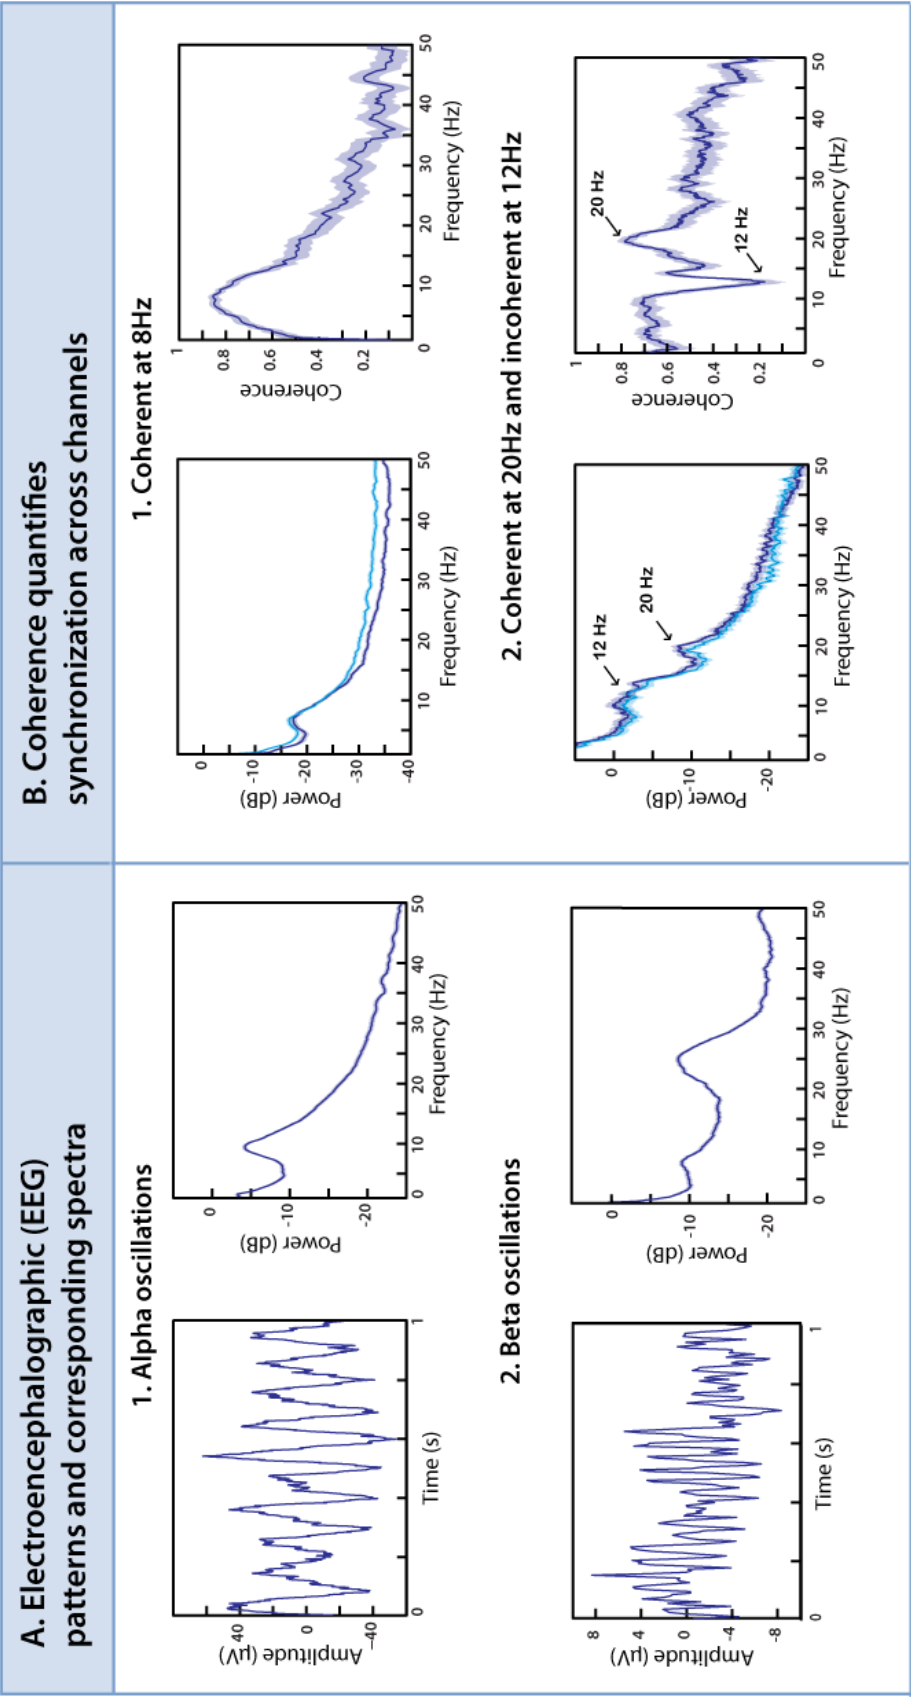 A. Electroencephalographic (EEG)
patterns and corresponding spectra
1. Alpha oscillations
Amplitude (μV)
40
0
-40
0
1
Time (s)
Power (dB)
0
-10
-20
0
10
20
30
40
50
Frequency (Hz)
2. Beta oscillations
Amplitude (μV)
8
4
0
-4
-8
0
1
Time (s)
Power (dB)
0
-10
-20
0
10
20
30
40
50
Frequency (Hz)
B. Coherence quantifies
synchronization across channels
1. Coherent at 8Hz
Power (dB)
0
-10
-20
-30
-40
10
20
30
40
50
Frequency (Hz)
Coherence
1
0.8
0.6
0.4
0.2
0
10
20
30
40
50
Frequency (Hz)
2. Coherent at 20Hz and incoherent at 12Hz
Power (dB)
0
-10
-20
12 Hz
20 Hz
0
10
20
30
40
50
Frequency (Hz)
Coherence
1
0.8
0.6
0.4
0.2
20 Hz
12 Hz
0
10
20
30
40
50
Frequency (Hz)